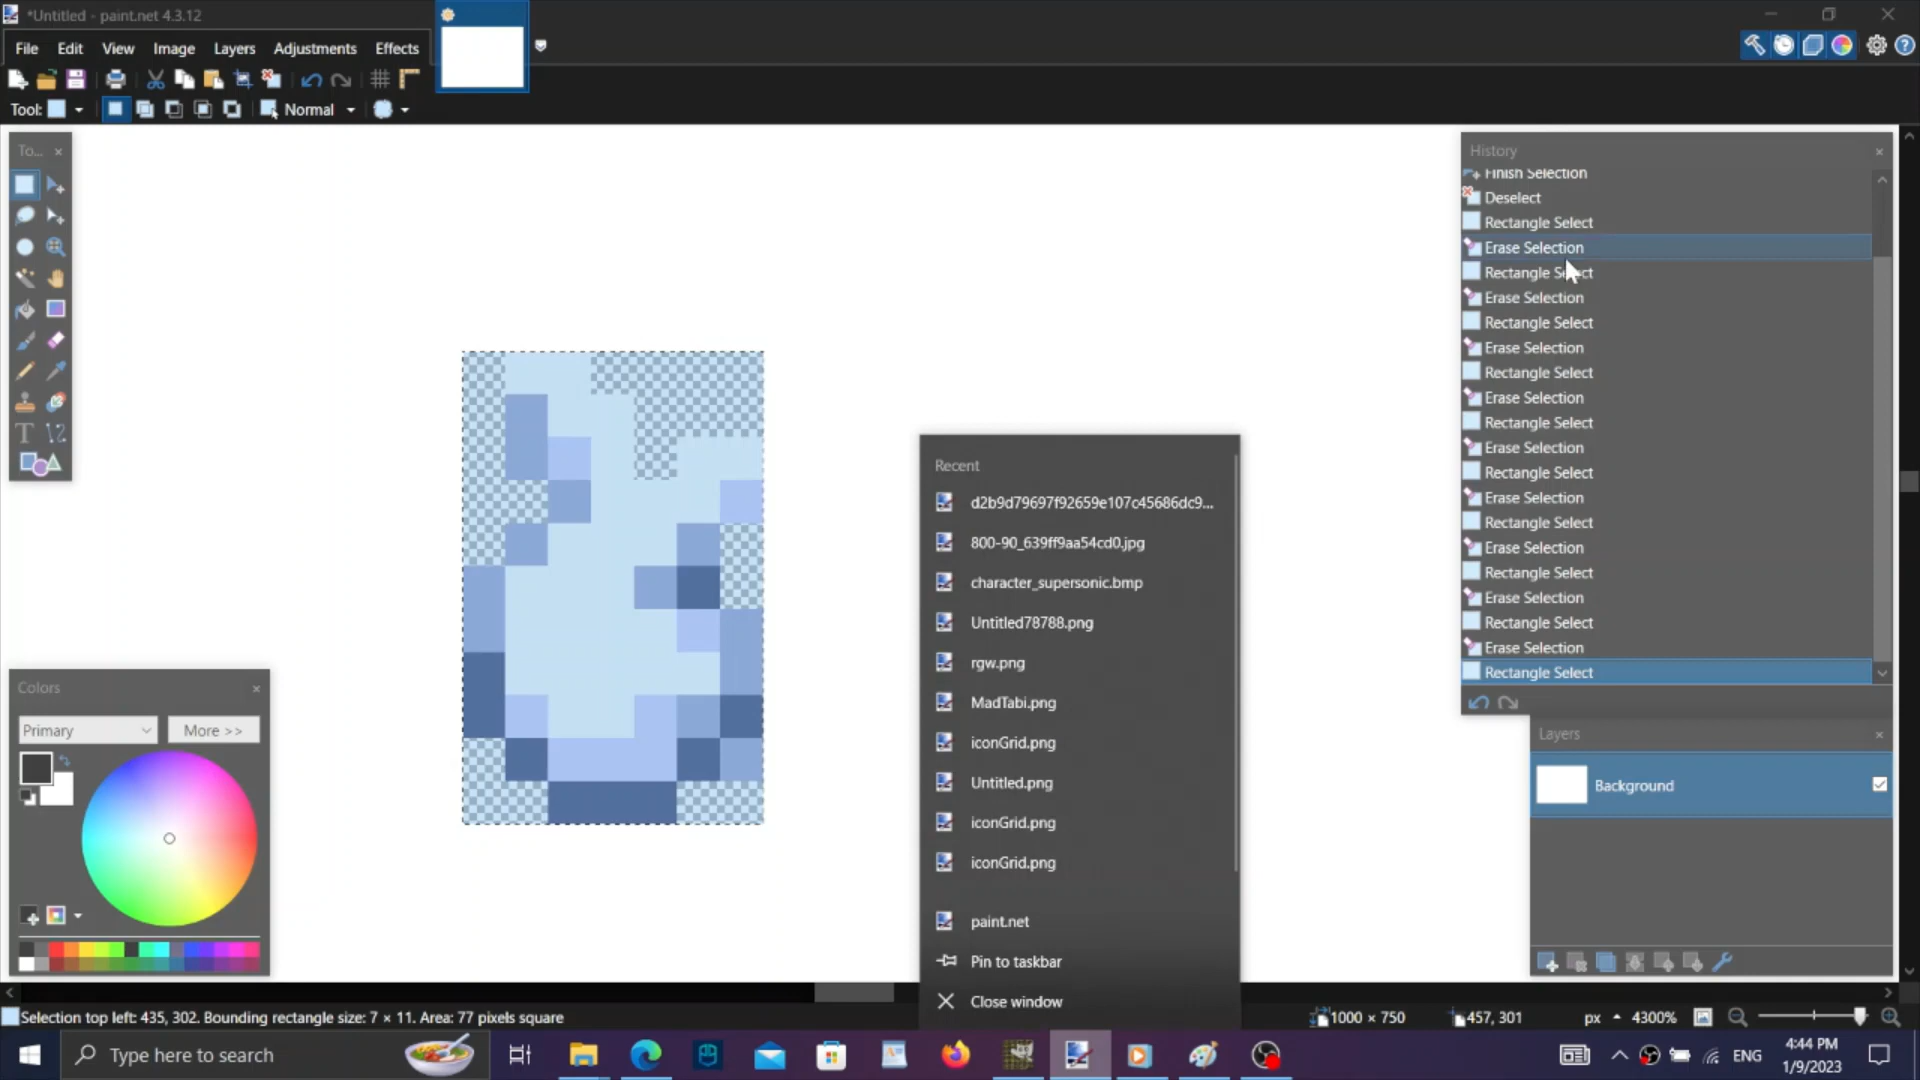 *Untitled - paint.net 4.3.12
File Edit View Image Layers Adjustments Effects
Tool: Normal
To...
History
Finish Selection
Deselect
Rectangle Select
Erase Selection
Rectangle Select
Erase Selection
Rectangle Select
Erase Selection
Rectangle Select
Erase Selection
Rectangle Select
Erase Selection
Rectangle Select
Erase Selection
Rectangle Select
Erase Selection
Rectangle Select
Erase Selection
Rectangle Select
Erase Selection
Rectangle Select
Recent
d2b9d79697f92659e107c45686dc9...
800-90_639ff9aa54cd0.jpg
character_supersonic.bmp
Untitled78788.png
rgw.png
MadTabi.png
iconGrid.png
Untitled.png
iconGrid.png
iconGrid.png
paint.net
Pin to taskbar
Close window
Colors
Primary More >>
Layers
Background
Selection top left: 435, 302. Bounding rectangle size: 7 × 11. Area: 77 pixels square
1000 × 750 457, 301 px 4300%
Type here to search
ENG
4:44 PM
1/9/2023